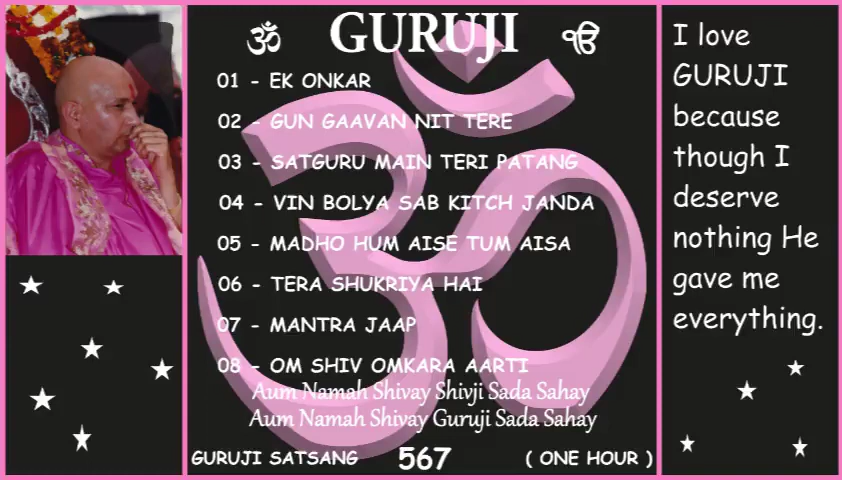 ॐ GURUJI ੴ
01 - EK ONKAR
02 - GUN GAAVAN NIT TERE
03 - SATGURU MAIN TERI PATANG
04 - VIN BOLYA SAB KITCH JANDA
05 - MADHO HUM AISE TUM AISA
06 - TERA SHUKRIYA HAI
07 - MANTRA JAAP
08 - OM SHIV OMKARA AARTI
Aum Namah Shivay Shivji Sada Sahay
Aum Namah Shivay Guruji Sada Sahay
GURUJI SATSANG 567 ( ONE HOUR )
I love
GURUJI
because
though I
deserve
nothing He
gave me
everything.